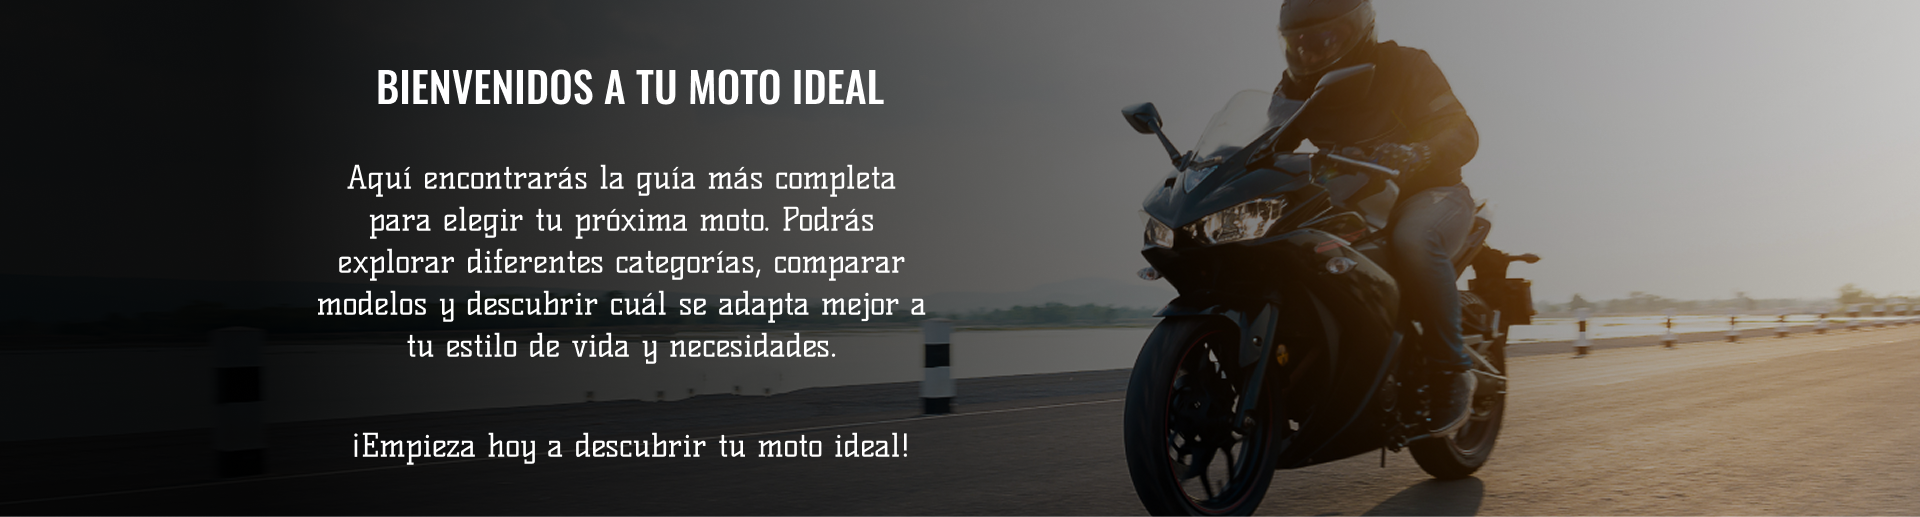 BIENVENIDOS A TU MOTO IDEAL
Aquí encontrarás la guía más completa
para elegir tu próxima moto. Podrás
explorar diferentes categorías, comparar
modelos y descubrir cuál se adapta mejor a
tu estilo de vida y necesidades.
¡Empieza hoy a descubrir tu moto ideal!